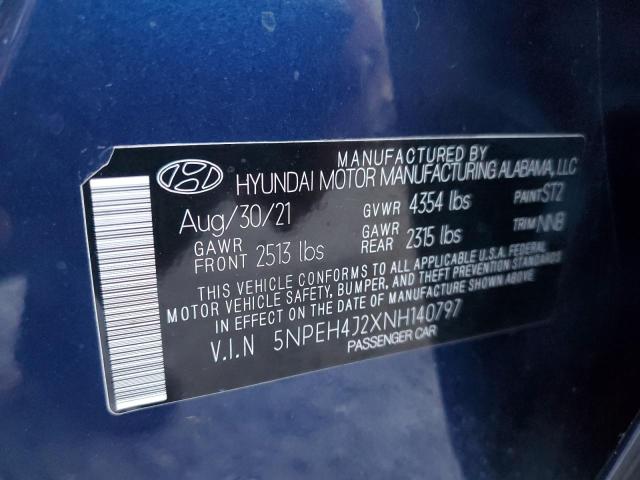 MANUFACTURED BY
HYUNDAI MOTOR MANUFACTURING ALABAMA, LLC
Aug/30/21 GVWR 4354 lbs PAINT ST2
GAWR FRONT 2513 lbs GAWR REAR 2315 lbs TRIM NNB
THIS VEHICLE CONFORMS TO ALL APPLICABLE U.S.A. FEDERAL
MOTOR VEHICLE SAFETY, BUMPER, AND THEFT PREVENTION STANDARDS
IN EFFECT ON THE DATE OF MANUFACTURE SHOWN ABOVE.
V.I.N 5NPEH4J2XNH140797
PASSENGER CAR